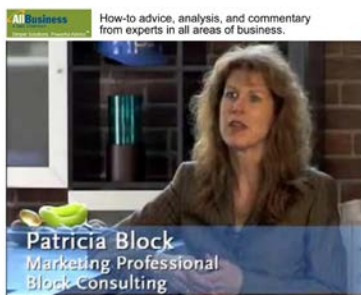 AllBusiness
How-to advice, analysis, and commentary
from experts in all areas of business.
Patricia Block
Marketing Professional
Block Consulting